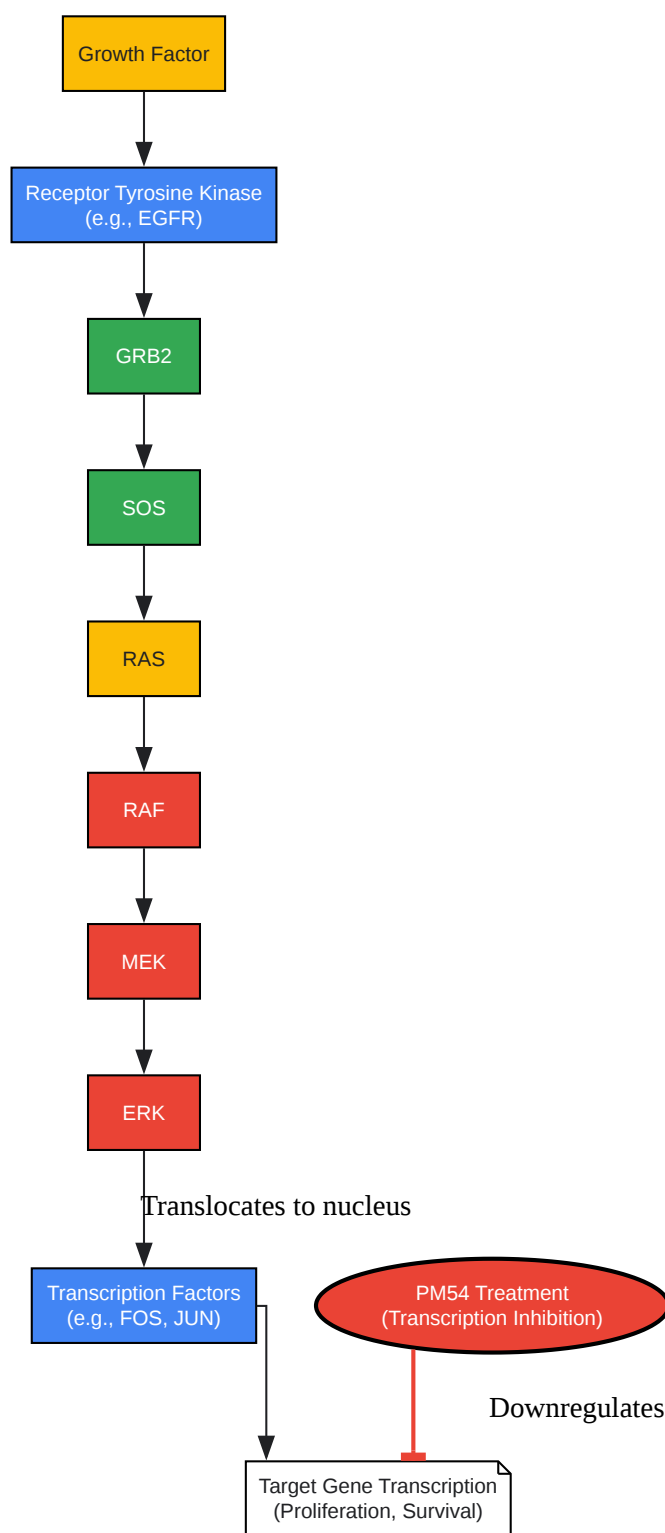 Growth Factor
Receptor Tyrosine Kinase
(e.g., EGFR)
GRB2
SOS
RAS
RAF
MEK
ERK
Translocates to nucleus
Transcription Factors
(e.g., FOS, JUN)
PM54 Treatment
(Transcription Inhibition)
Downregulates
Target Gene Transcription
(Proliferation, Survival)